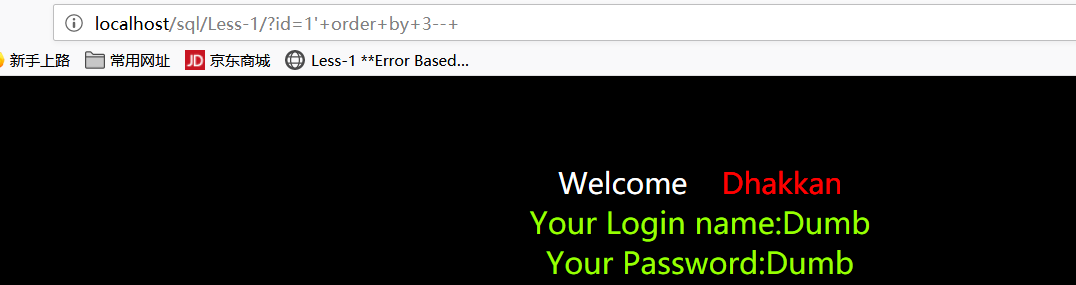 localhost/sql/Less-1/?id=1'+order+by+3--+
新手上路 常用网址 JD 京东商城 Less-1 **Error Based...
Welcome Dhakkan
Your Login name:Dumb
Your Password:Dumb